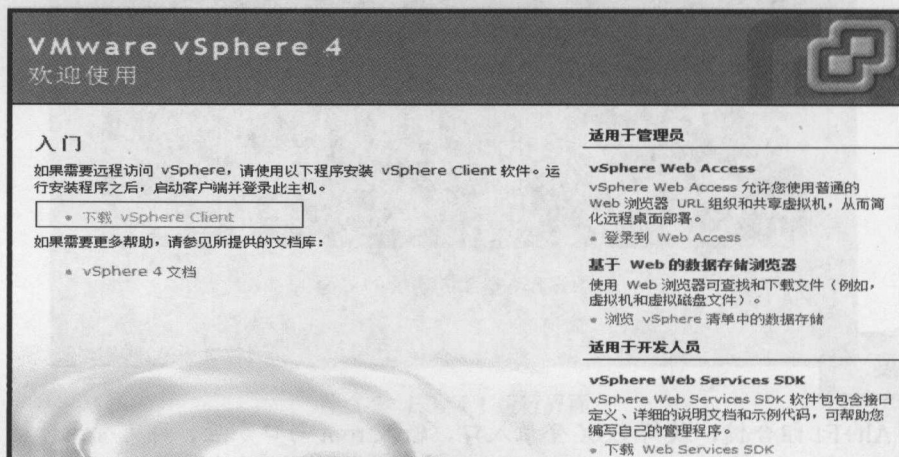 VMware vSphere 4
欢迎使用
入门
如果需要远程访问 vSphere，请使用以下程序安装 vSphere Client 软件。运
行安装程序之后，启动客户端并登录此主机。
下载 vSphere Client
如果需要更多帮助，请参见所提供的文档库：
vSphere 4 文档
适用于管理员
vSphere Web Access
vSphere Web Access 允许您使用普通的
Web 浏览器 URL 组织和共享虚拟机，从而简
化远程桌面部署。
登录到 Web Access
基于 Web 的数据存储浏览器
使用 Web 浏览器可查找和下载文件（例如，
虚拟机和虚拟磁盘文件）。
浏览 vSphere 清单中的数据存储
适用于开发人员
vSphere Web Services SDK
vSphere Web Services SDK 软件包包含接口
定义、详细的说明文档和示例代码，可帮助您
编写自己的管理程序。
下载 Web Services SDK